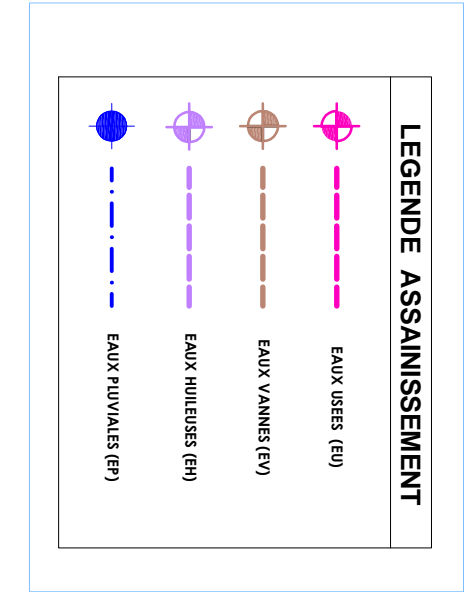 LEGENDE ASSAINISSEMENT
EAUX USEES (EU)
EAUX VANNES (EV)
EAUX HUILEUSES (EH)
EAUX PLUVIALES (EP)